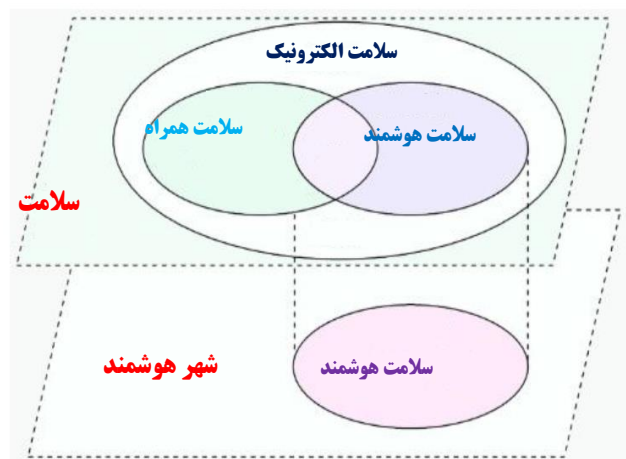 سلامت الکترونیک
سلامت هوشمند
سلامت همراه
سلامت
شهر هوشمند
سلامت هوشمند